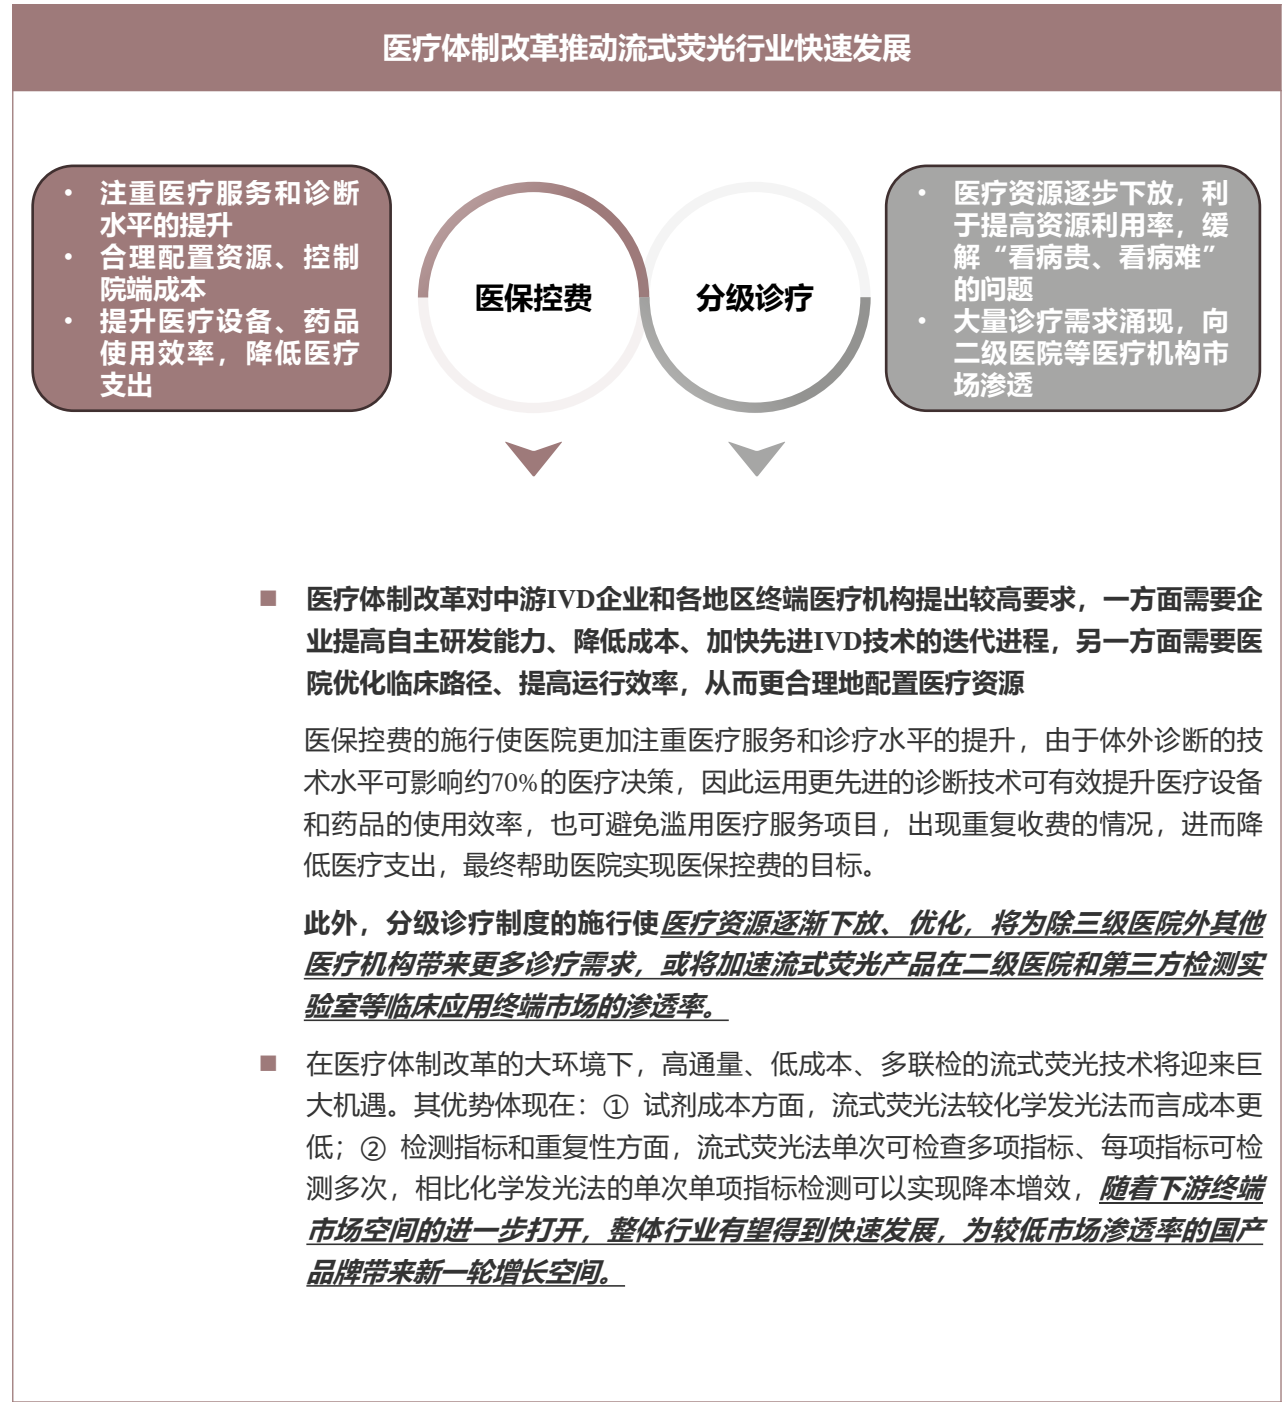 医疗体制改革推动流式荧光行业快速发展
• 注重医疗服务和诊断
水平的提升
• 合理配置资源、控制
院端成本
• 提升医疗设备、药品
使用效率，降低医疗
支出
医保控费
分级诊疗
• 医疗资源逐步下放，利
于提高资源利用率，缓
解“看病贵、看病难”
的问题
• 大量诊疗需求涌现，向
二级医院等医疗机构市
场渗透
■ 医疗体制改革对中游IVD企业和各地区终端医疗机构提出较高要求，一方面需要企
业提高自主研发能力、降低成本、加快先进IVD技术的迭代进程，另一方面需要医
院优化临床路径、提高运行效率，从而更合理地配置医疗资源
医保控费的施行使医院更加注重医疗服务和诊疗水平的提升，由于体外诊断的技
术水平可影响约70%的医疗决策，因此运用更先进的诊断技术可有效提升医疗设备
和药品的使用效率，也可避免滥用医疗服务项目，出现重复收费的情况，进而降
低医疗支出，最终帮助医院实现医保控费的目标。
此外，分级诊疗制度的施行使医疗资源逐渐下放、优化，将为除三级医院外其他
医疗机构带来更多诊疗需求，或将加速流式荧光产品在二级医院和第三方检测实
验室等临床应用终端市场的渗透率。
■ 在医疗体制改革的大环境下，高通量、低成本、多联检的流式荧光技术将迎来巨
大机遇。其优势体现在：① 试剂成本方面，流式荧光法较化学发光法而言成本更
低；② 检测指标和重复性方面，流式荧光法单次可检查多项指标、每项指标可检
测多次，相比化学发光法的单次单项指标检测可以实现降本增效，随着下游终端
市场空间的进一步打开，整体行业有望得到快速发展，为较低市场渗透率的国产
品牌带来新一轮增长空间。